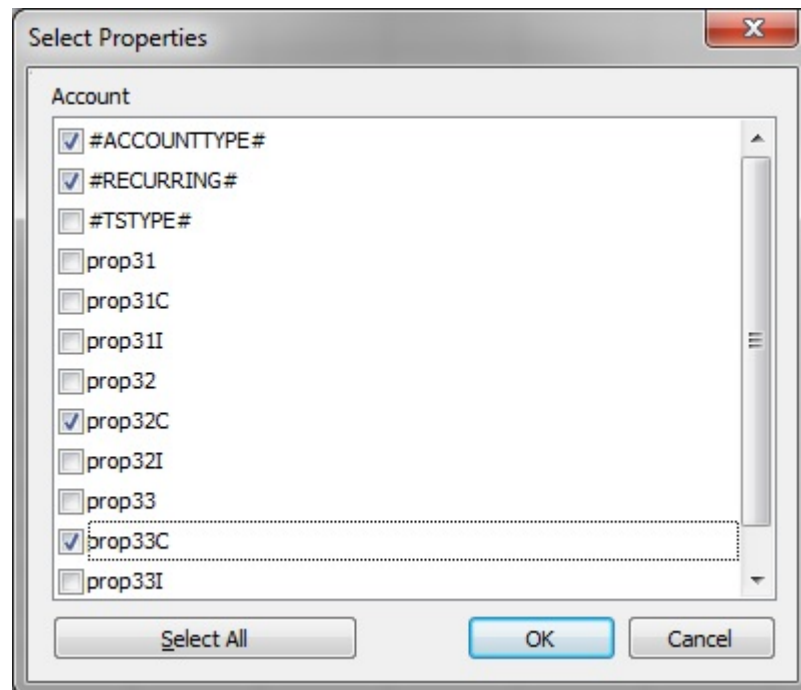 Select Properties
Account
#ACCOUNTTYPE#
#RECURRING#
#TSTYPE#
prop31
prop31C
prop31I
prop32
prop32C
prop32I
prop33
prop33C
prop33I
Select All
OK
Cancel